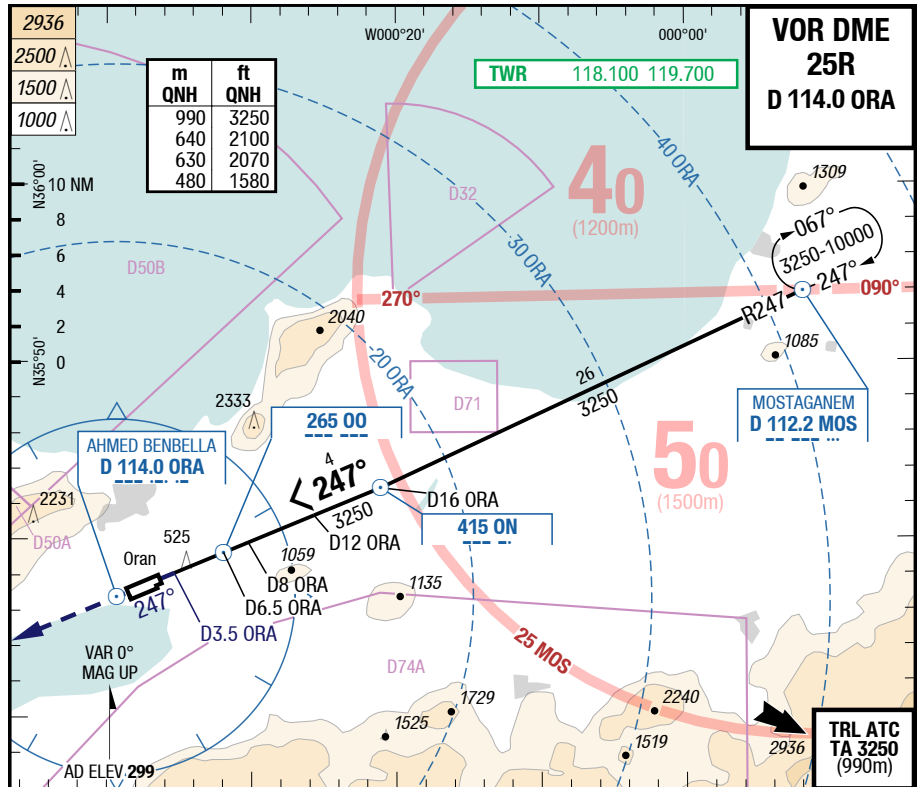 2936
2500
1500
1000
m ft
QNH QNH
990 3250
640 2100
630 2070
480 1580
W000°20'
000°00'
TWR 118.100 119.700
VOR DME
25R
D 114.0 ORA
N36°00'
10 NM
8
6
4
2
0
N35°50'
D50B
D32
40
(1200m)
40 ORA
30 ORA
20 ORA
1309
067°
3250-10000
247°
R247
270°
090°
2040
1085
26
3250
D71
2333
265 OO
AHMED BENBELLA
D 114.0 ORA
MOSTAGANEM
D 112.2 MOS
50
(1500m)
4
247°
3250
D16 ORA
415 ON
D12 ORA
2231
D50A
Oran
525
1059
D8 ORA
D6.5 ORA
247°
D3.5 ORA
1135
25 MOS
D74A
VAR 0°
MAG UP
1729
1525
2240
1519
2936
AD ELEV 299
TRL ATC
TA 3250
(990m)